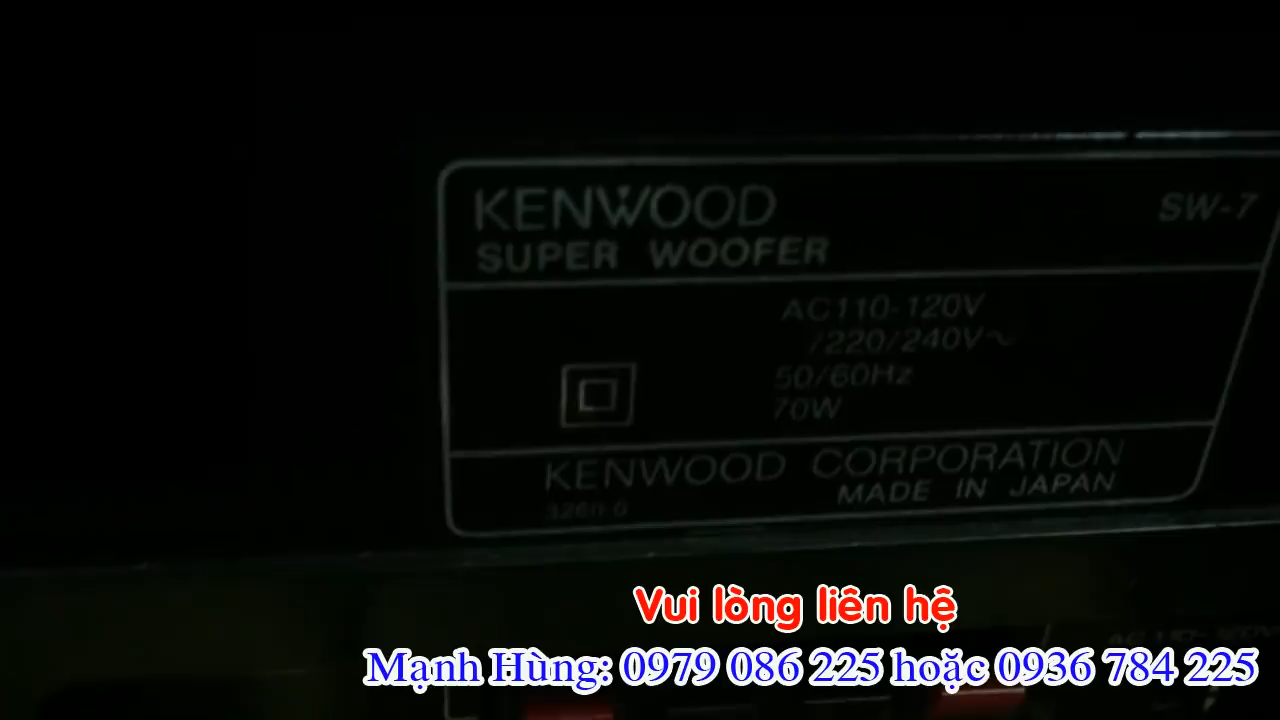 KENWOOD SW-7
SUPER WOOFER
AC110-120V
/220/240V~
50/60Hz
70W
KENWOOD CORPORATION
MADE IN JAPAN
Vui lòng liên hệ
Mạnh Hùng: 0979 086 225 hoặc 0936 784 225